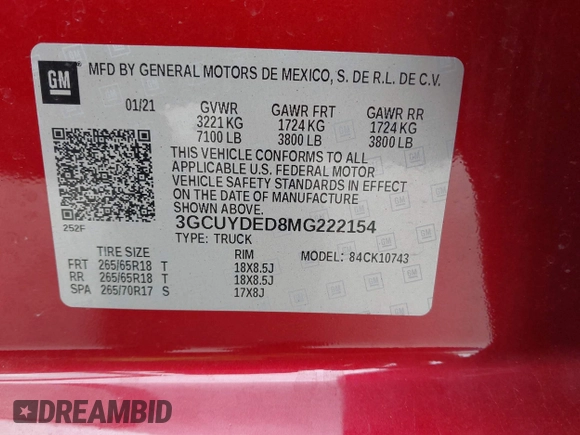 GM
MFD BY GENERAL MOTORS DE MEXICO, S. DE R.L. DE C.V.
01/21 GVWR GAWR FRT GAWR RR
3221 KG 1724 KG 1724 KG
7100 LB 3800 LB 3800 LB
THIS VEHICLE CONFORMS TO ALL
APPLICABLE U.S. FEDERAL MOTOR
VEHICLE SAFETY STANDARDS IN EFFECT
ON THE DATE OF MANUFACTURE
SHOWN ABOVE.
252F
3GCUYDED8MG222154
TYPE: TRUCK
TIRE SIZE RIM MODEL: 84CK10743
FRT 265/65R18 T 18X8.5J
RR 265/65R18 T 18X8.5J
SPA 265/70R17 S 17X8J
DREAMBID